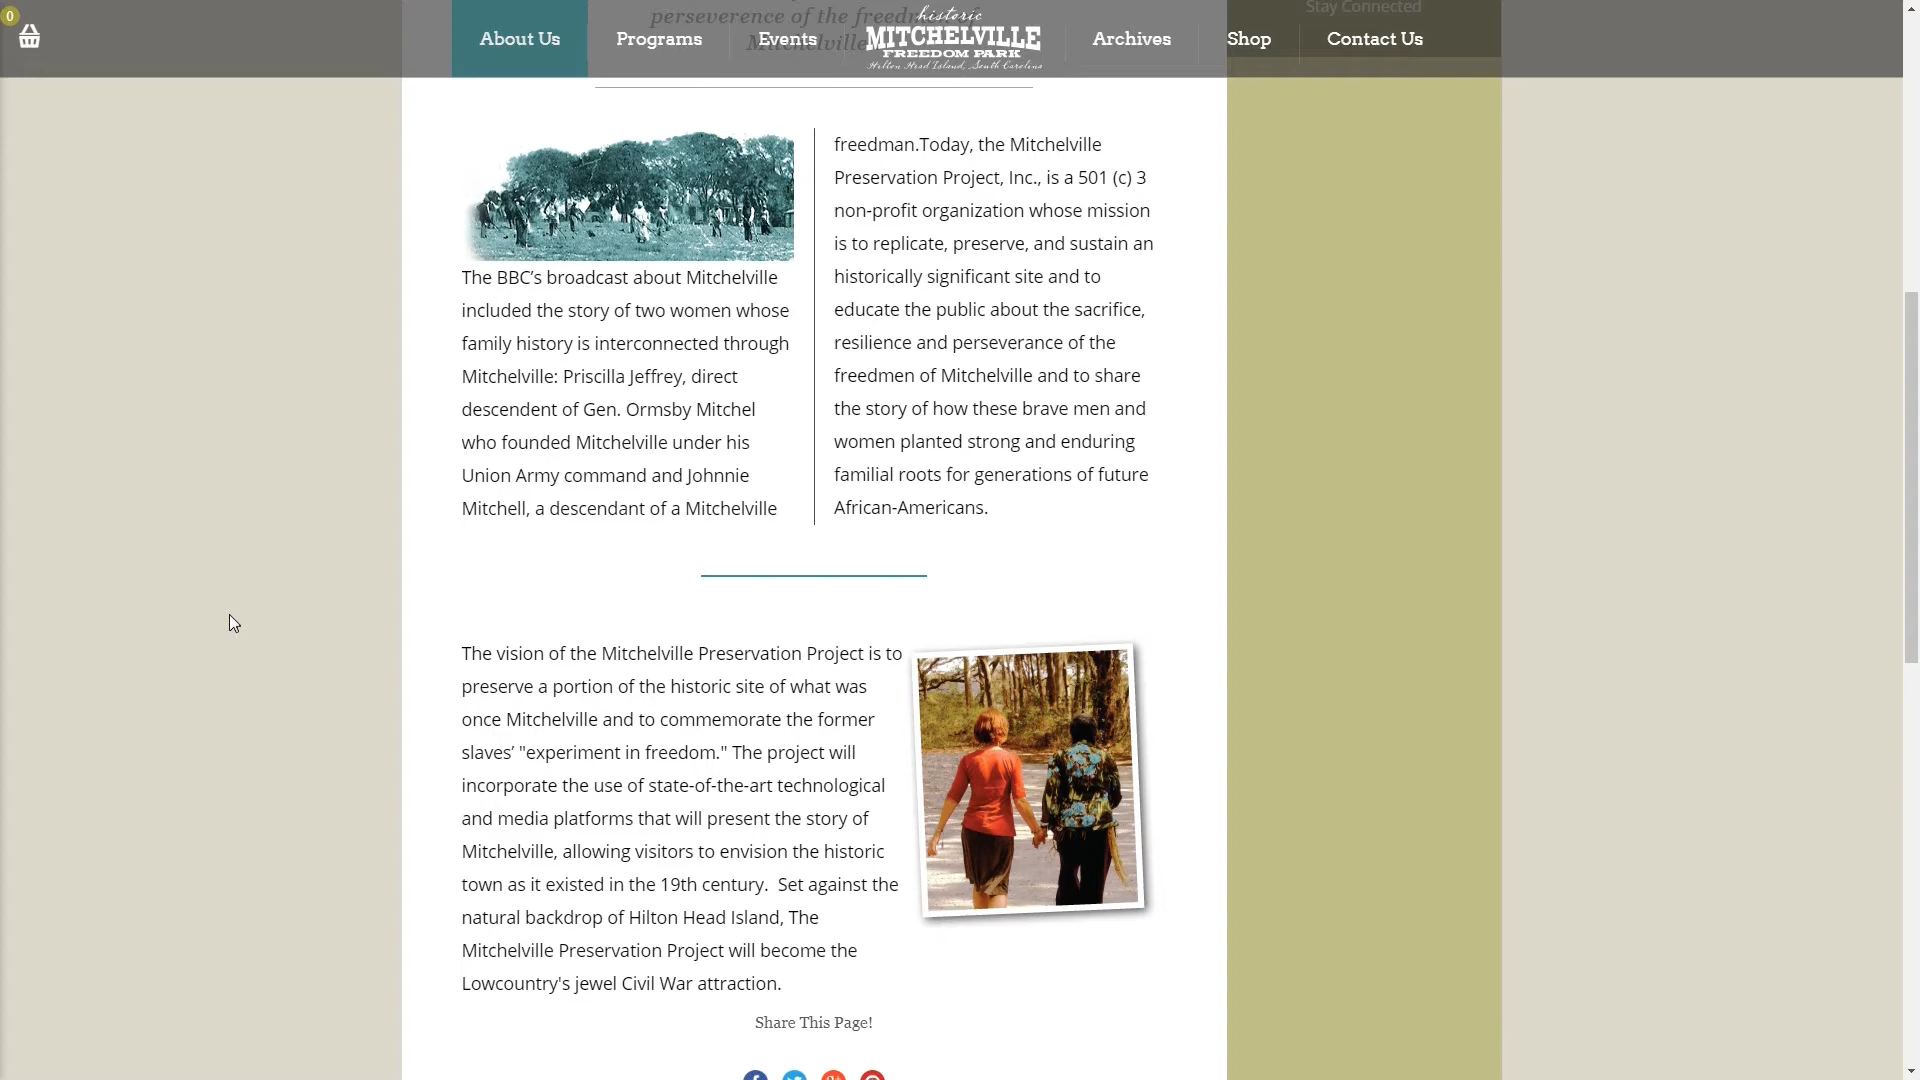 0
Stay Connected
perseverence of the freedmen of
Mitchelville
About Us
Programs
Events
historic
MITCHELVILLE
FREEDOM PARK
Hilton Head Island, South Carolina
Archives
Shop
Contact Us
The BBC’s broadcast about Mitchelville
included the story of two women whose
family history is interconnected through
Mitchelville: Priscilla Jeffrey, direct
descendent of Gen. Ormsby Mitchel
who founded Mitchelville under his
Union Army command and Johnnie
Mitchell, a descendant of a Mitchelville
freedman.Today, the Mitchelville
Preservation Project, Inc., is a 501 (c) 3
non-profit organization whose mission
is to replicate, preserve, and sustain an
historically significant site and to
educate the public about the sacrifice,
resilience and perseverance of the
freedmen of Mitchelville and to share
the story of how these brave men and
women planted strong and enduring
familial roots for generations of future
African-Americans.
The vision of the Mitchelville Preservation Project is to
preserve a portion of the historic site of what was
once Mitchelville and to commemorate the former
slaves’ "experiment in freedom." The project will
incorporate the use of state-of-the-art technological
and media platforms that will present the story of
Mitchelville, allowing visitors to envision the historic
town as it existed in the 19th century.  Set against the
natural backdrop of Hilton Head Island, The
Mitchelville Preservation Project will become the
Lowcountry's jewel Civil War attraction.
Share This Page!